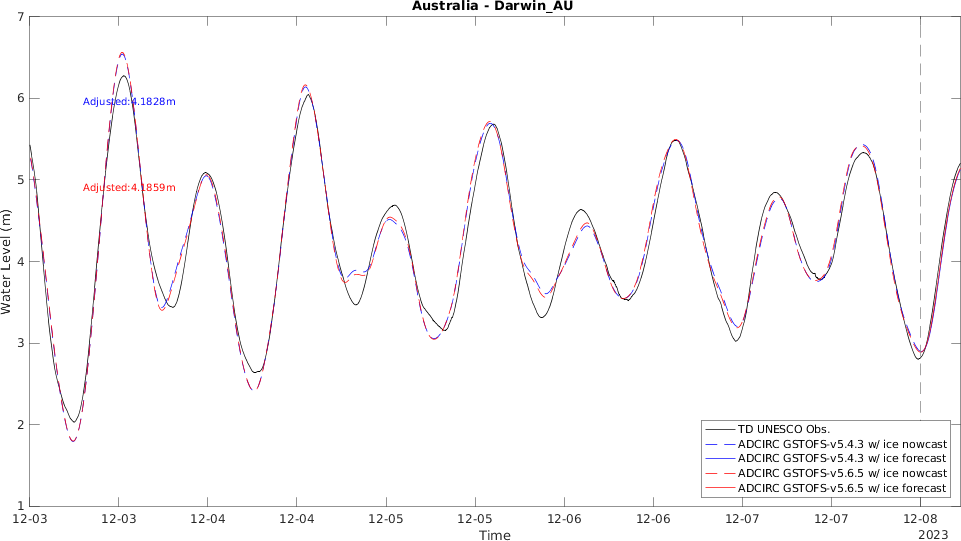 Australia - Darwin_AU
7
6
5
4
3
2
1
Water Level (m)
Adjusted:4.1828m
Adjusted:4.1859m
TD UNESCO Obs.
ADCIRC GSTOFS-v5.4.3 w/ ice nowcast
ADCIRC GSTOFS-v5.4.3 w/ ice forecast
ADCIRC GSTOFS-v5.6.5 w/ ice nowcast
ADCIRC GSTOFS-v5.6.5 w/ ice forecast
12-03 12-03 12-04 12-04 12-05 12-05 12-06 12-06 12-07 12-07 12-08
Time
2023